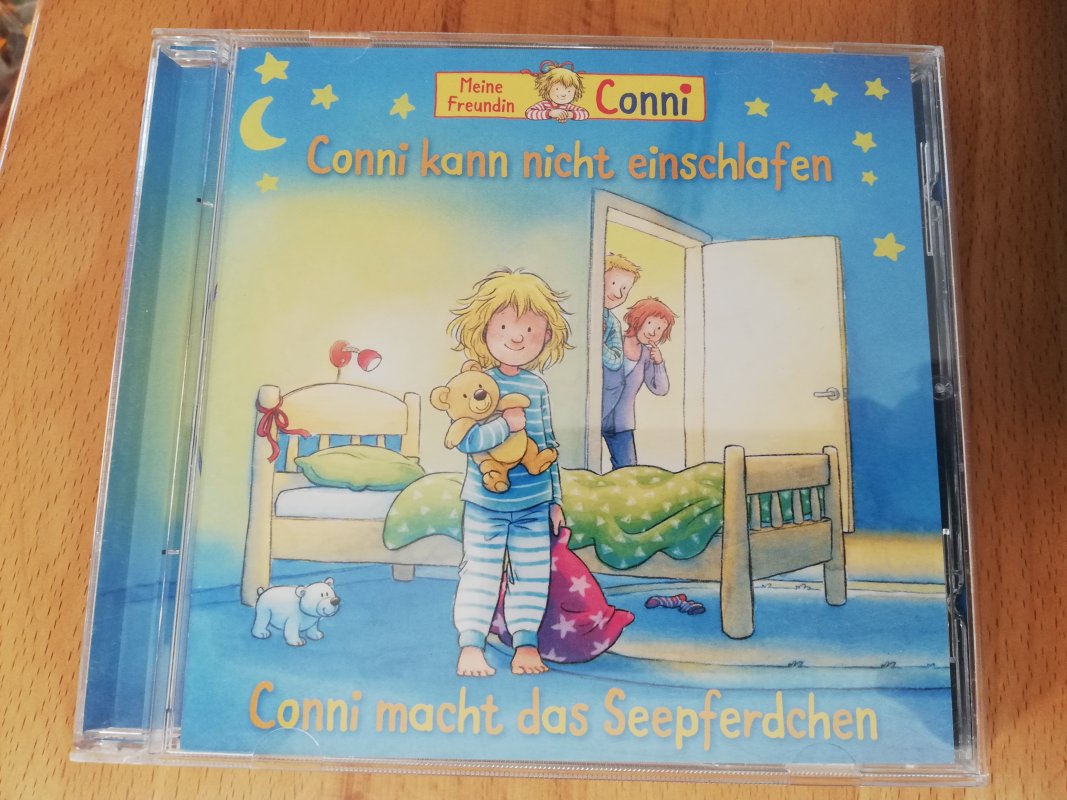 Meine
Freundin
Conni
Conni kann nicht einschlafen
Conni macht das Seepferdchen